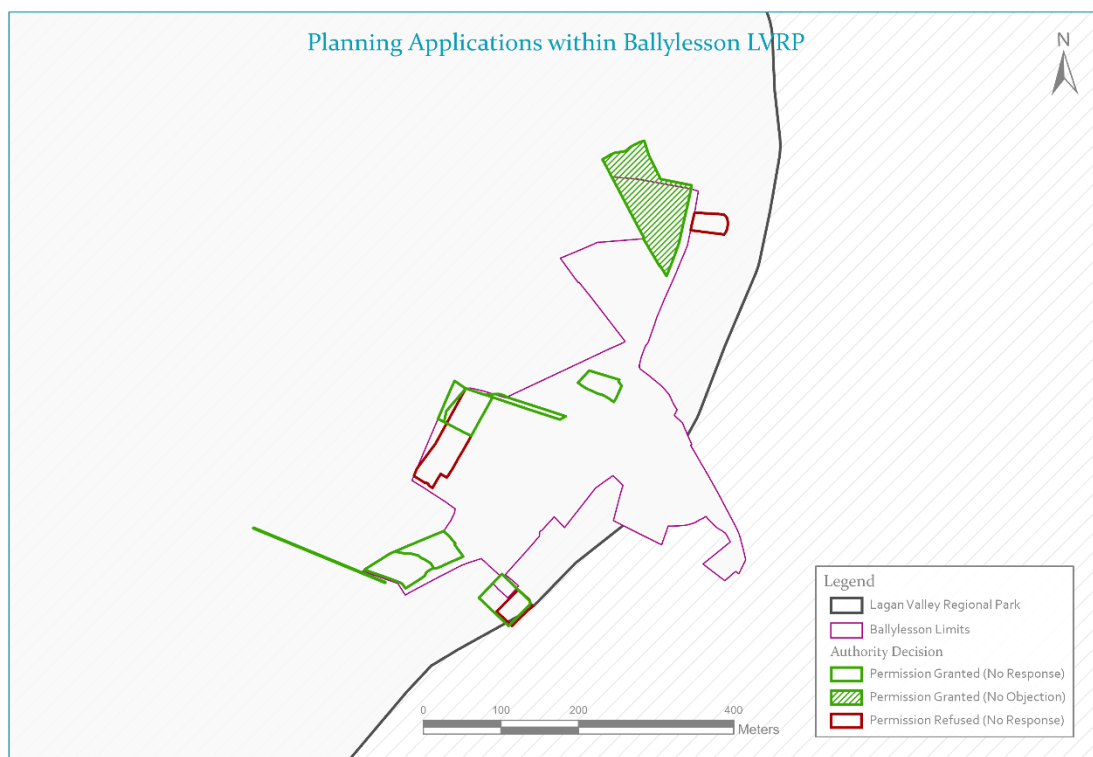 Planning Applications within Ballylesson LVRP
N
Legend
Lagan Valley Regional Park
Ballylesson Limits
Authority Decision
Permission Granted (No Response)
Permission Granted (No Objection)
Permission Refused (No Response)
0 100 200 400
Meters